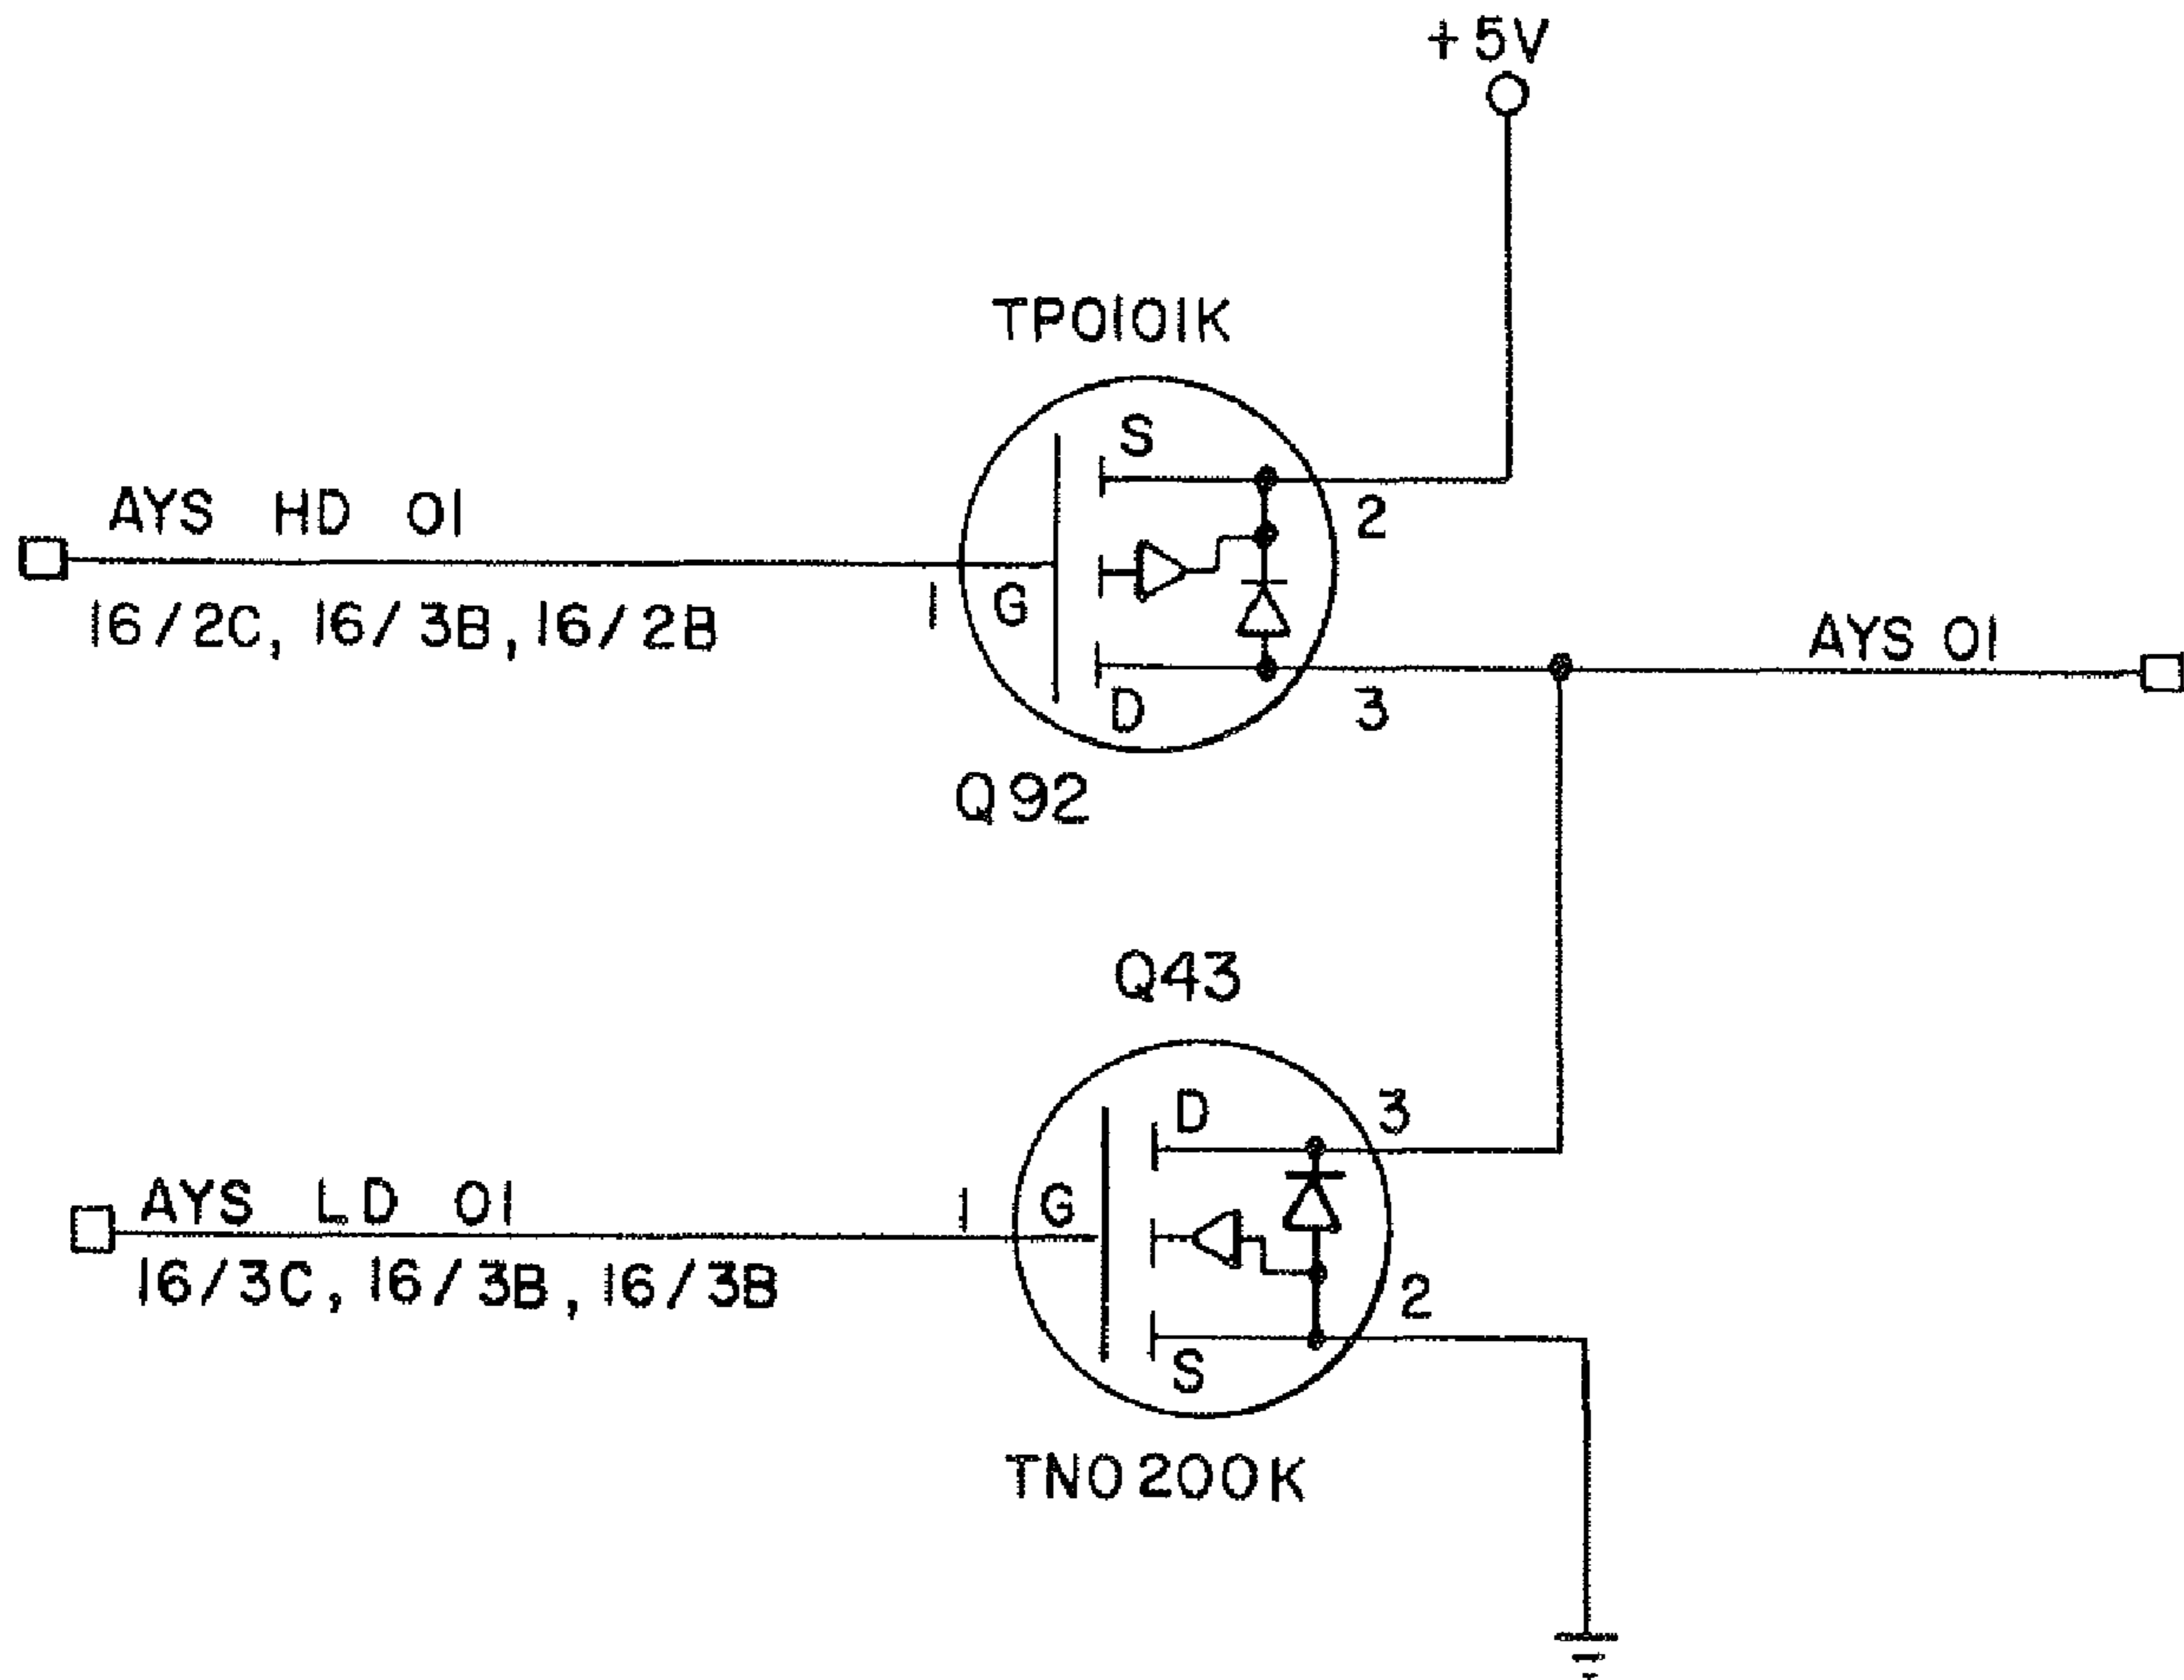 +5V
TP0101K
S
AYS HD 01
2
16/2C, 16/3B, 16/2B
1
G
AYS 01
D
3
Q92
Q43
D
3
AYS LD 01
1
G
16/3C, 16/3B, 16/3B
2
S
TN0200K